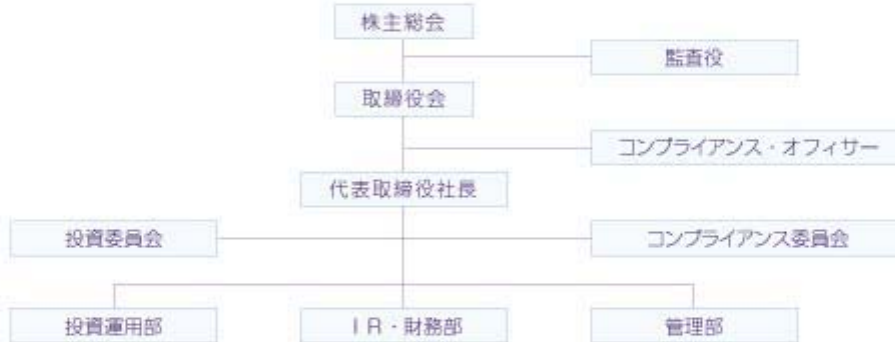 株主総会
監査役
取締役会
コンプライアンス・オフィサー
代表取締役社長
投資委員会
コンプライアンス委員会
投資運用部
IR・財務部
管理部